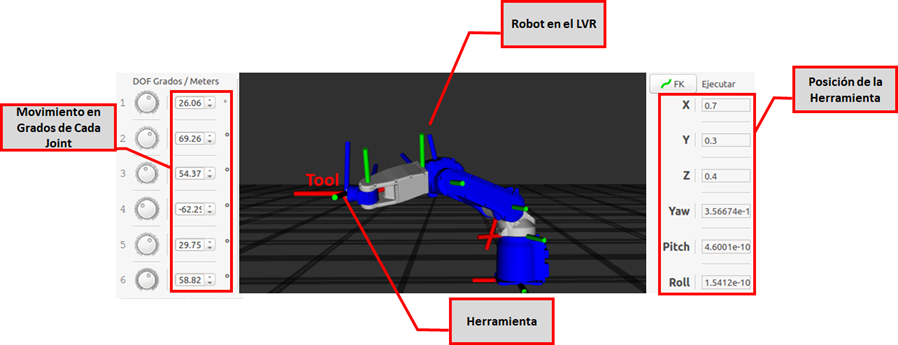 Robot en el LVR
DOF Grados / Meters
1 26.06 °
2 69.26 °
3 54.37 °
4 -62.29 °
5 29.75 °
6 58.82 °
Movimiento en
Grados de Cada
Joint
Tool
Herramienta
FK Ejecutar
X 0.7
Y 0.3
Z 0.4
Yaw 3.56674e-1
Pitch 4.6001e-10
Roll 1.5412e-10
Posición de la
Herramienta